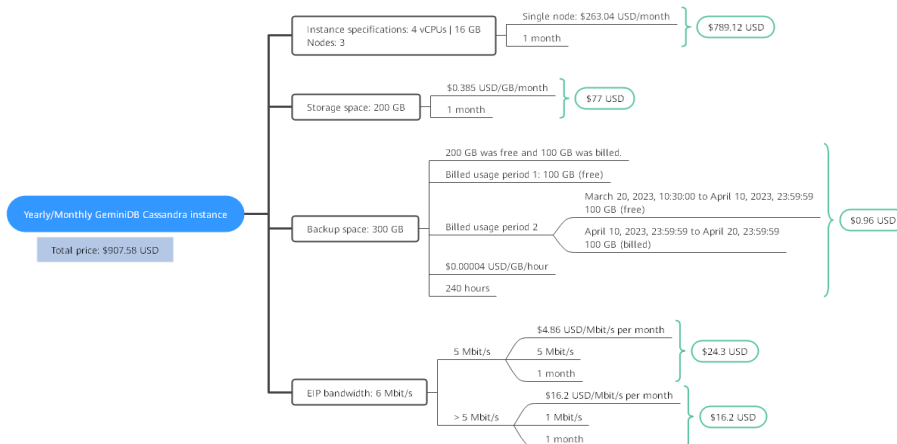 Instance specifications: 4 vCPUs | 16 GB
Nodes: 3
Single node: $263.04 USD/month
1 month
$789.12 USD
Storage space: 200 GB
$0.385 USD/GB/month
1 month
$77 USD
Yearly/Monthly GeminiDB Cassandra instance
Total price: $907.58 USD
Backup space: 300 GB
200 GB was free and 100 GB was billed.
Billed usage period 1: 100 GB (free)
Billed usage period 2
March 20, 2023, 10:30:00 to April 10, 2023, 23:59:59
100 GB (free)
April 10, 2023, 23:59:59 to April 20, 23:59:59
100 GB (billed)
$0.00004 USD/GB/hour
240 hours
$0.96 USD
EIP bandwidth: 6 Mbit/s
5 Mbit/s
$4.86 USD/Mbit/s per month
5 Mbit/s
1 month
$24.3 USD
> 5 Mbit/s
$16.2 USD/Mbit/s per month
1 Mbit/s
1 month
$16.2 USD